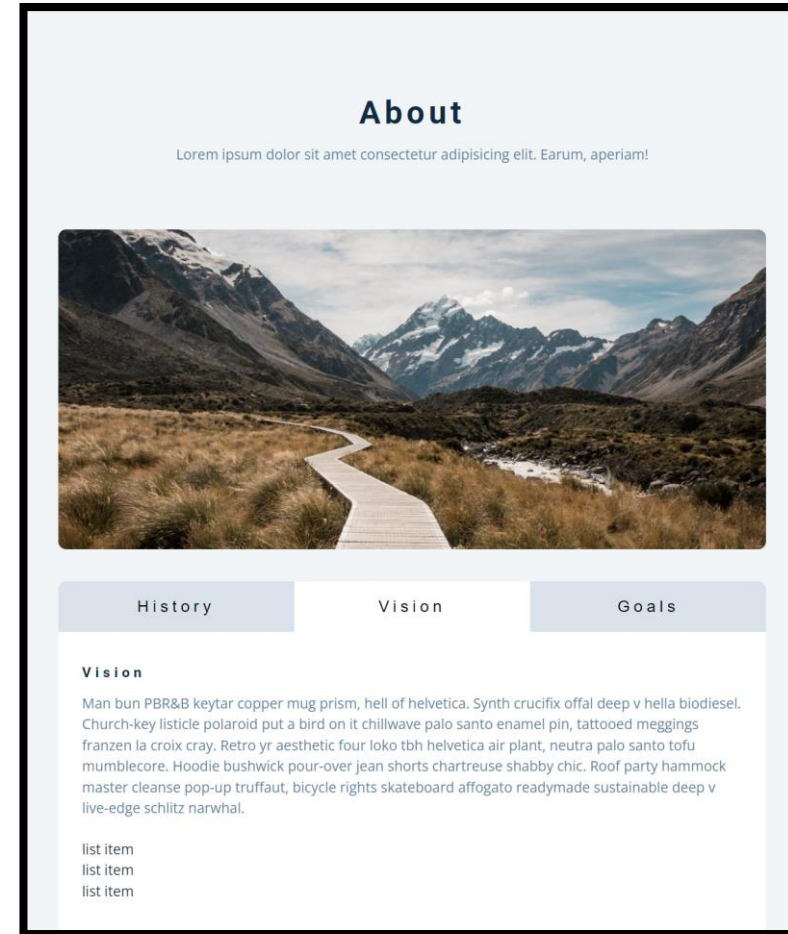 About
Lorem ipsum dolor sit amet consectetur adipisicing elit. Earum, aperiam!
History
Vision
Goals
Vision
Man bun PBR&B keytar copper mug prism, hell of helvetica. Synth crucifix offal deep v hella biodiesel.
Church-key listicle polaroid put a bird on it chillwave palo santo enamel pin, tattooed meggings
franzen la croix cray. Retro yr aesthetic four loko tbh helvetica air plant, neutra palo santo tofu
mumblecore. Hoodie bushwick pour-over jean shorts chartreuse shabby chic. Roof party hammock
master cleanse pop-up truffaut, bicycle rights skateboard affogato readymade sustainable deep v
live-edge schlitz narwhal.
list item
list item
list item